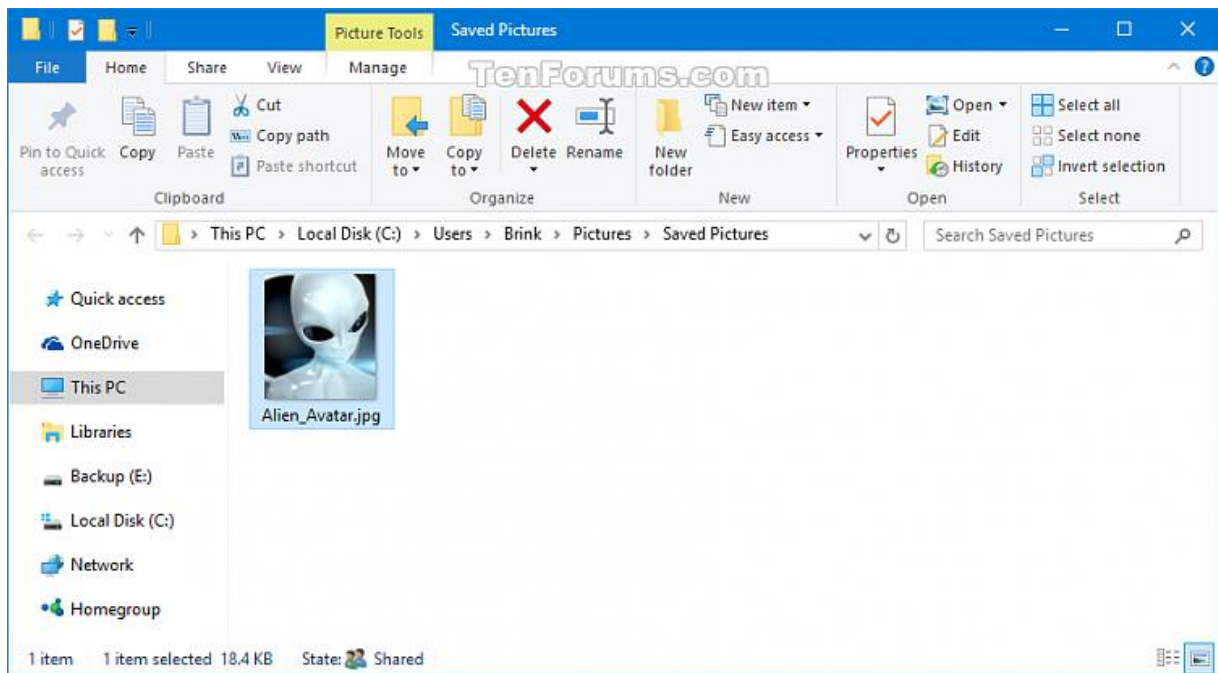 Picture Tools Saved Pictures
File Home Share View Manage
TenForums.com
Pin to Quick access
Copy
Paste
Cut
Copy path
Paste shortcut
Clipboard
Move to
Copy to
Delete
Rename
Organize
New folder
New item
Easy access
New
Properties
Open
Edit
History
Open
Select all
Select none
Invert selection
Select
This PC > Local Disk (C:) > Users > Brink > Pictures > Saved Pictures
Search Saved Pictures
Quick access
OneDrive
This PC
Libraries
Backup (E:)
Local Disk (C:)
Network
Homegroup
Alien_Avatar.jpg
1 item 1 item selected 18.4 KB State: Shared